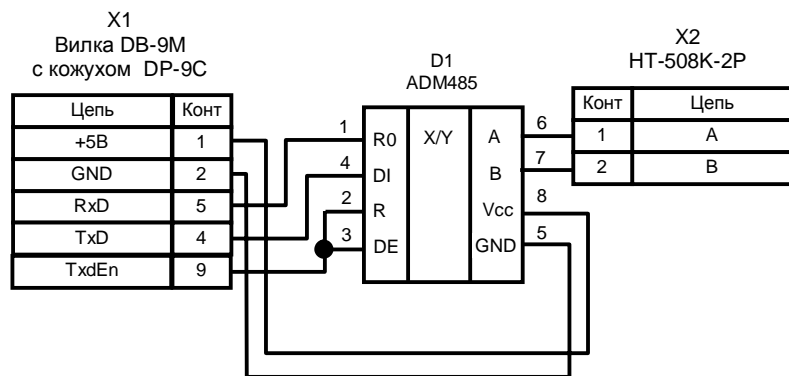 X1
Вилка DB-9M
с кожухом DP-9C
Цепь Конт
+5В 1
GND 2
RxD 5
TxD 4
TxdEn 9
D1
ADM485
1 R0 X/Y A 6
4 DI B 7
2 R Vcc 8
3 DE GND 5
X2
HT-508K-2P
Конт Цепь
1 A
2 B